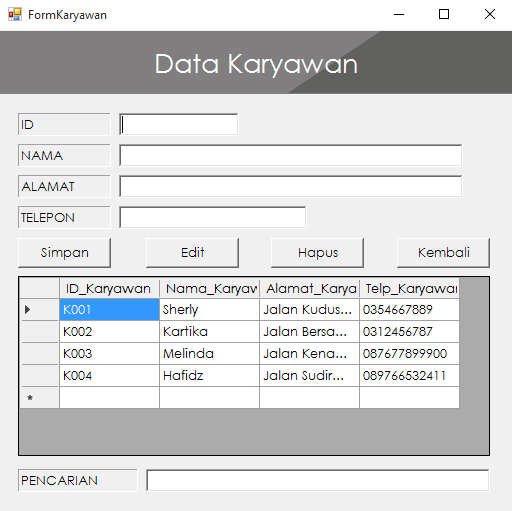 FormKaryawan
Data Karyawan
ID
NAMA
ALAMAT
TELEPON
Simpan Edit Hapus Kembali
ID_Karyawan Nama_Karyaw Alamat_Karya Telp_Karyawan
K001 Sherly Jalan Kudus... 0354667889
K002 Kartika Jalan Bersa... 0312456787
K003 Melinda Jalan Kena... 087677899900
K004 Hafidz Jalan Sudir... 089766532411
*
PENCARIAN